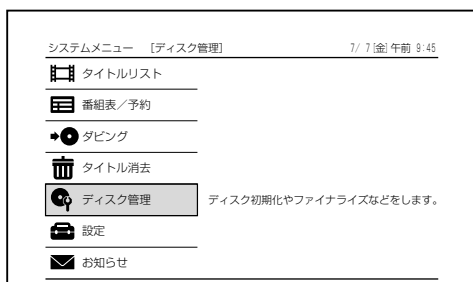 システムメニュー [ディスク管理] 7/ 7[金]午前 9:45
タイトルリスト
番組表／予約
ダビング
タイトル消去
ディスク管理 ディスク初期化やファイナライズなどをします。
設定
お知らせ